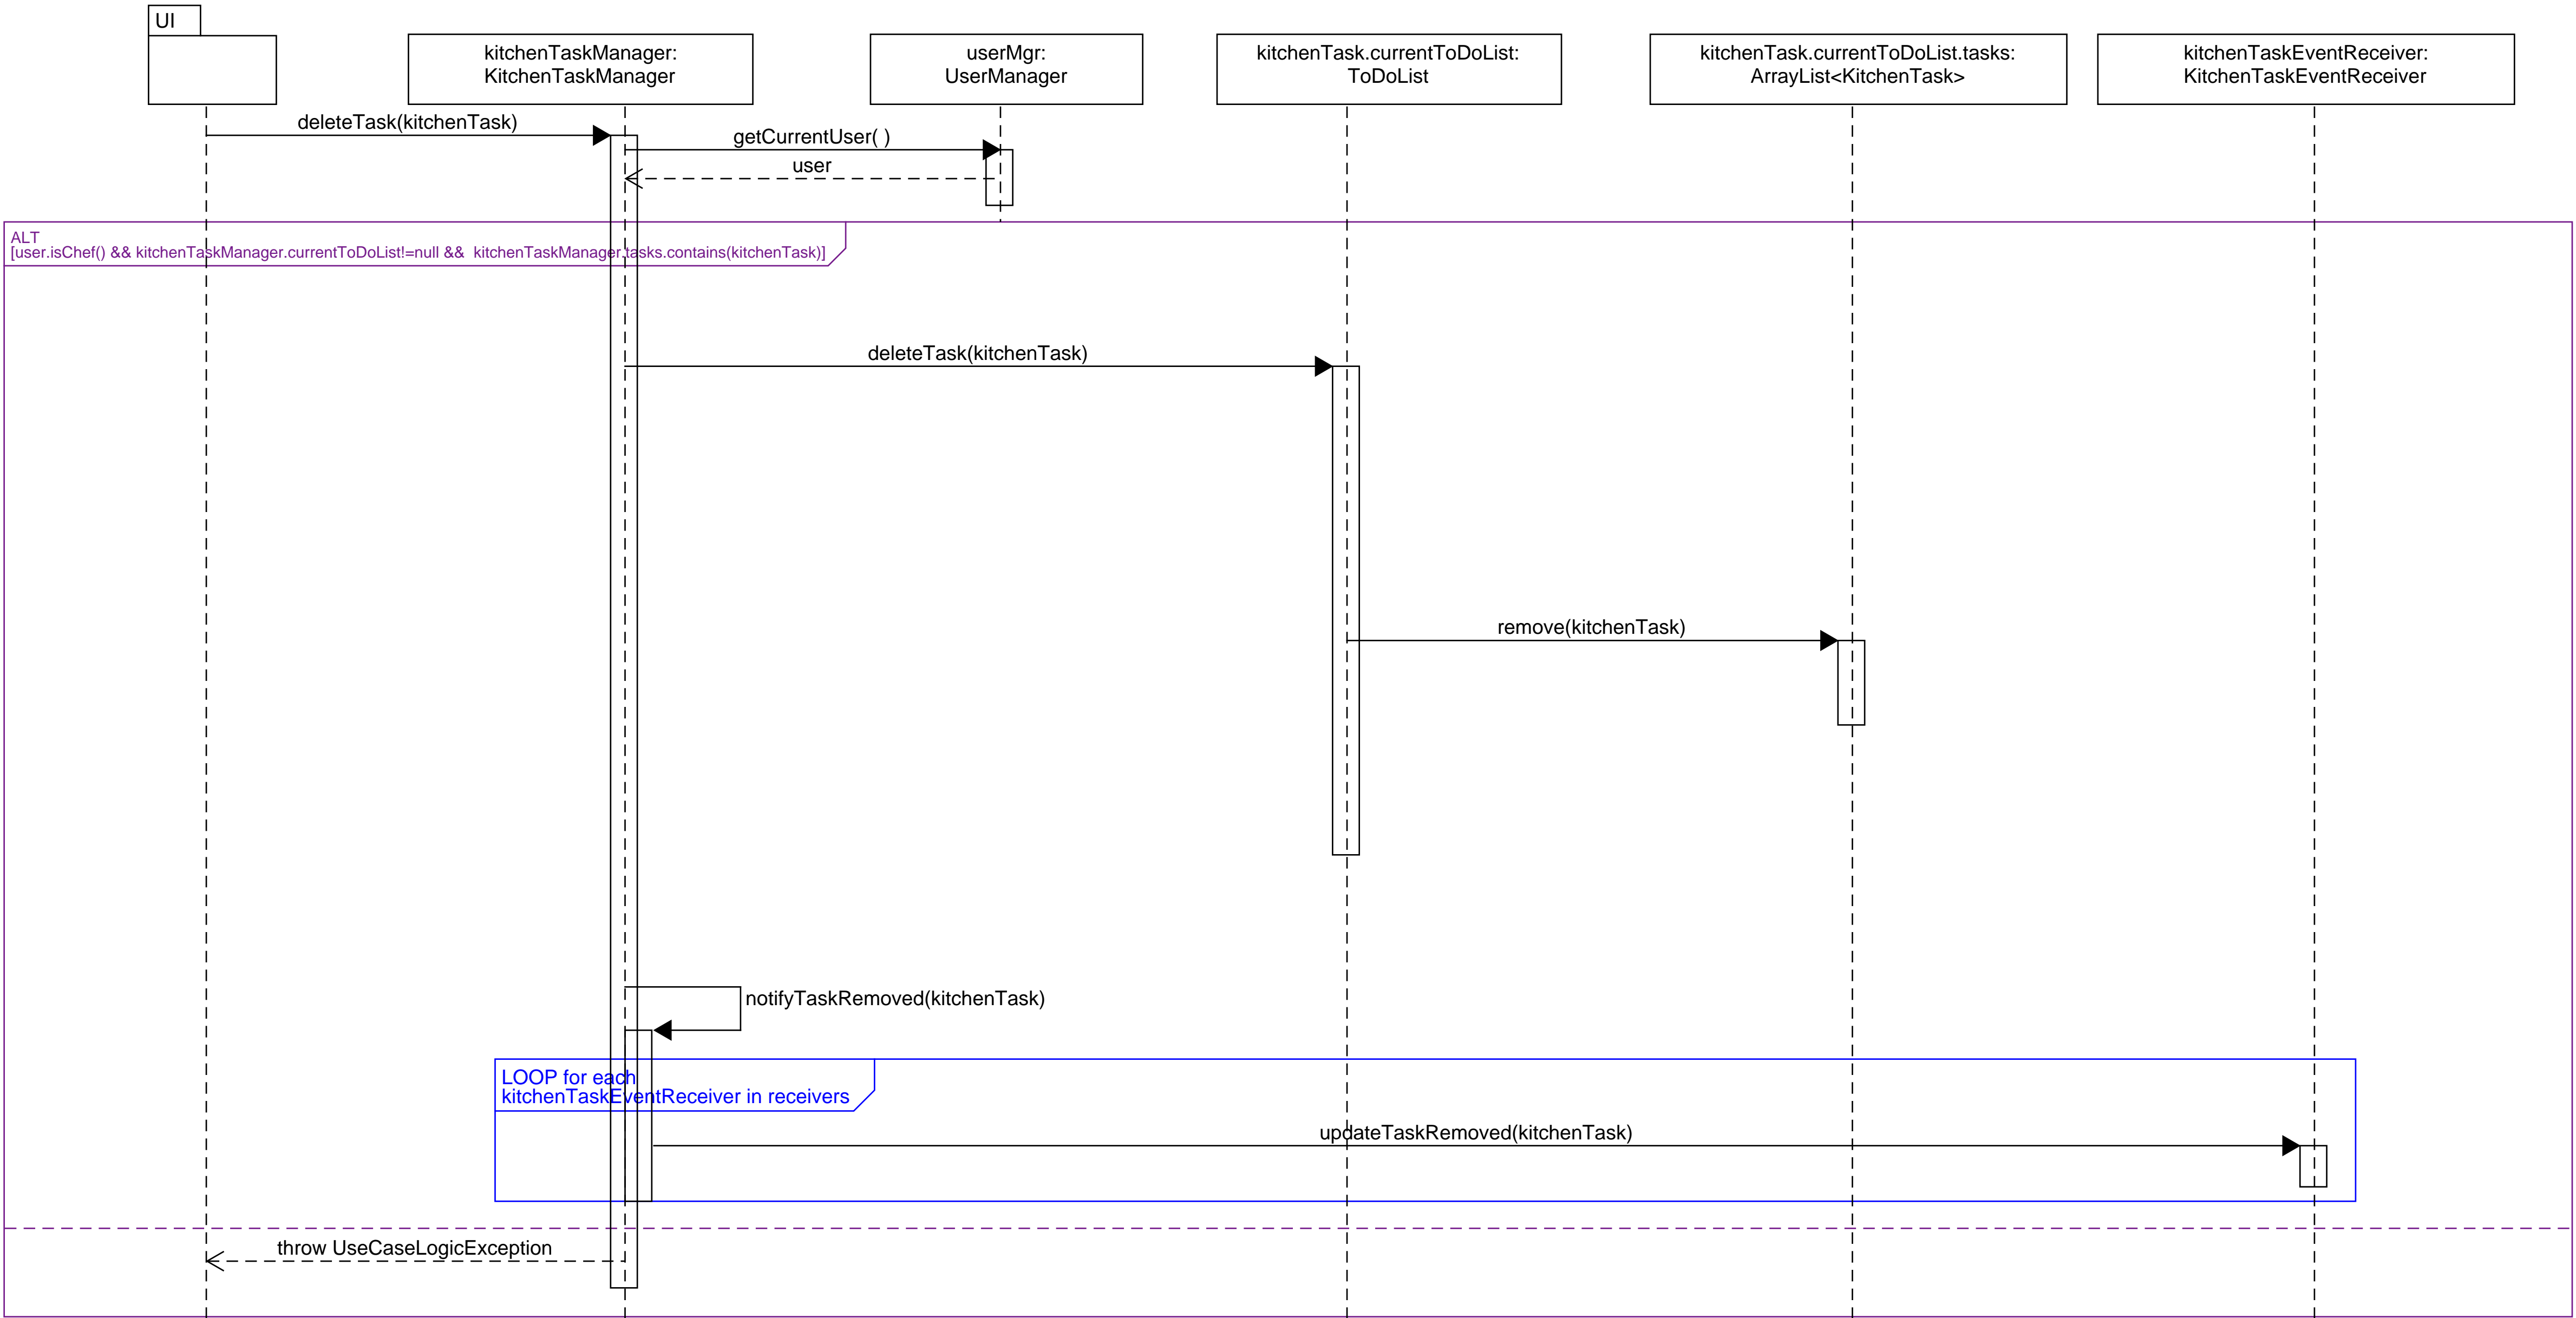 UI
kitchenTaskManager:
KitchenTaskManager
userMgr:
UserManager
kitchenTask.currentToDoList:
ToDoList
kitchenTask.currentToDoList.tasks:
ArrayList<KitchenTask>
kitchenTaskEventReceiver:
KitchenTaskEventReceiver
deleteTask(kitchenTask)
getCurrentUser( )
user
ALT
[user.isChef() && kitchenTaskManager.currentToDoList!=null &&  kitchenTaskManager.tasks.contains(kitchenTask)]
deleteTask(kitchenTask)
remove(kitchenTask)
notifyTaskRemoved(kitchenTask)
LOOP for each
kitchenTaskEventReceiver in receivers
updateTaskRemoved(kitchenTask)
throw UseCaseLogicException